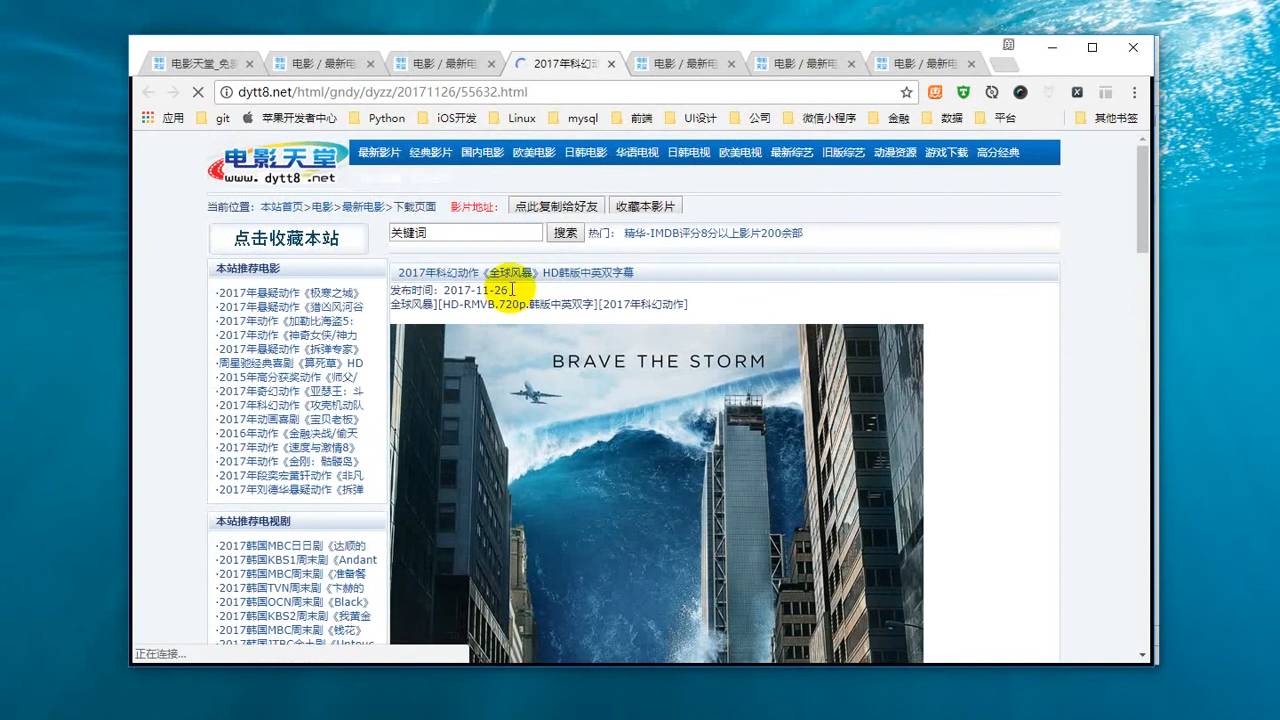 电影天堂_免
电影 / 最新电
电影 / 最新电
2017年科幻动
电影 / 最新电
电影 / 最新电
电影 / 最新电
dytt8.net/html/gndy/dyzz/20171126/55632.html
应用 git 苹果开发者中心 Python iOS开发 Linux mysql 前端 UI设计 公司 微信小程序 金融 数据 平台 其他书签
电影天堂
www.dytt8.net
最新影片 经典影片 国内电影 欧美电影 日韩电影 华语电视 日韩电视 欧美电视 最新综艺 旧版综艺 动漫资源 游戏下载 高分经典
当前位置: 本站首页>电影>最新电影>下载页面 影片地址: 点此复制给好友 收藏本影片
点击收藏本站
关键词 搜索 热门: 精华-IMDB评分8分以上影片200余部
本站推荐电影
·2017年悬疑动作《极寒之城》
·2017年悬疑动作《猎凶风河谷
·2017年动作《加勒比海盗5:
·2017年动作《神奇女侠/神力
·2017年悬疑动作《拆弹专家》
·周星驰经典喜剧《算死草》HD
·2015年高分获奖动作《师父/
·2017年奇幻动作《亚瑟王: 斗
·2017年科幻动作《攻壳机动队
·2017年动画喜剧《宝贝老板》
·2016年动作《金融决战/偷天
·2017年动作《速度与激情8》
·2017年动作《金刚: 骷髅岛》
·2017年段奕宏黄轩动作《非凡
·2017年刘德华悬疑动作《拆弹
本站推荐电视剧
·2017韩国MBC日日剧《达顺的
·2017韩国KBS1周末剧《Andant
·2017韩国MBC周末剧《准备餐
·2017韩国TVN周末剧《卞赫的
·2017韩国OCN周末剧《Black》
·2017韩国KBS2周末剧《我黄金
·2017韩国MBC周末剧《钱花》
·2017韩国JTBC金土剧《Untouc
2017年科幻动作《全球风暴》HD韩版中英双字幕
发布时间: 2017-11-26
全球风暴][HD-RMVB.720p.韩版中英双字][2017年科幻动作]
BRAVE THE STORM
正在连接...